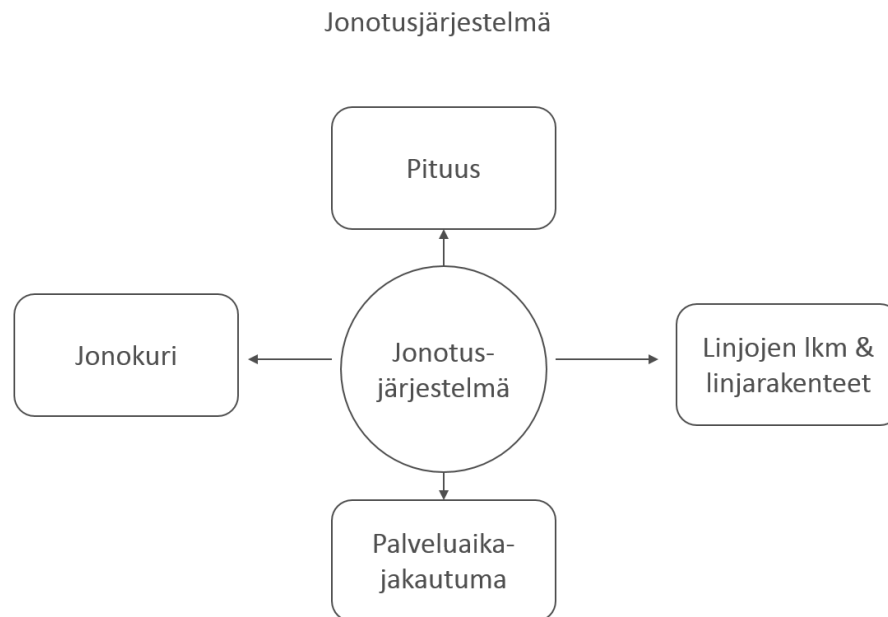 Jonotusjärjestelmä
Pituus
Jonokuri
Jonotus-
järjestelmä
Linjojen lkm &
linjarakenteet
Palveluaika-
jakautuma